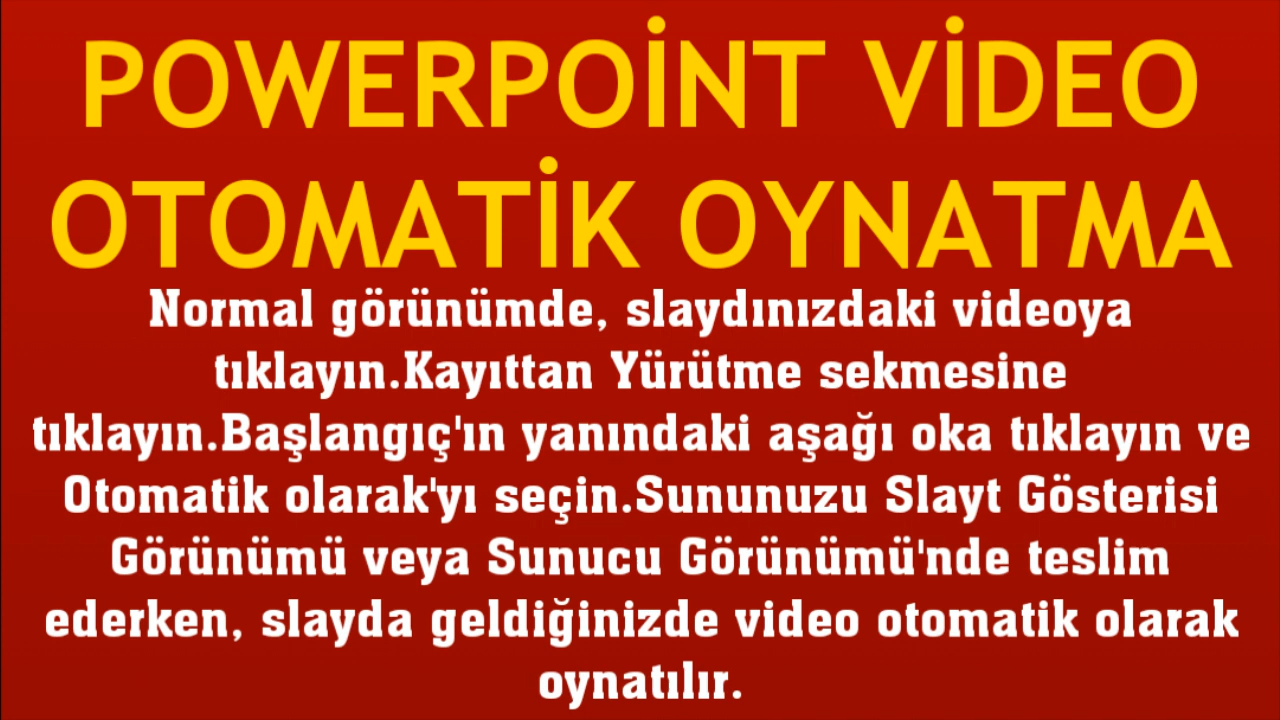 POWERPOİNT VİDEO
OTOMATİK OYNATMA
Normal görünümde, slaydınızdaki videoya
tıklayın.Kayıttan Yürütme sekmesine
tıklayın.Başlangıç'ın yanındaki aşağı oka tıklayın ve
Otomatik olarak'yı seçin.Sununuzu Slayt Gösterisi
Görünümü veya Sunucu Görünümü'nde teslim
ederken, slayda geldiğinizde video otomatik olarak
oynatılır.